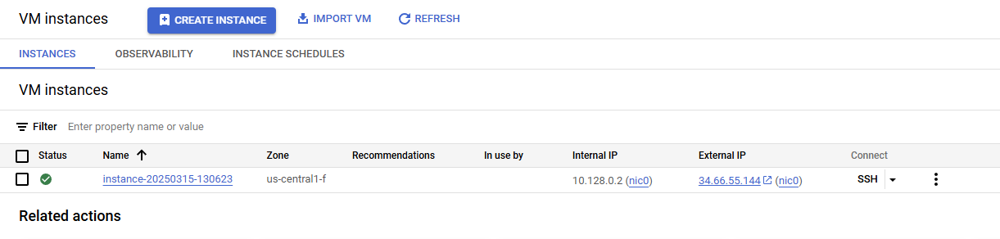 VM instances CREATE INSTANCE IMPORT VM REFRESH
INSTANCES OBSERVABILITY INSTANCE SCHEDULES
VM instances
Filter Enter property name or value
Status Name Zone Recommendations In use by Internal IP External IP Connect
instance-20250315-130623 us-central1-f 10.128.0.2 (nic0) 34.66.55.144 (nic0) SSH
Related actions